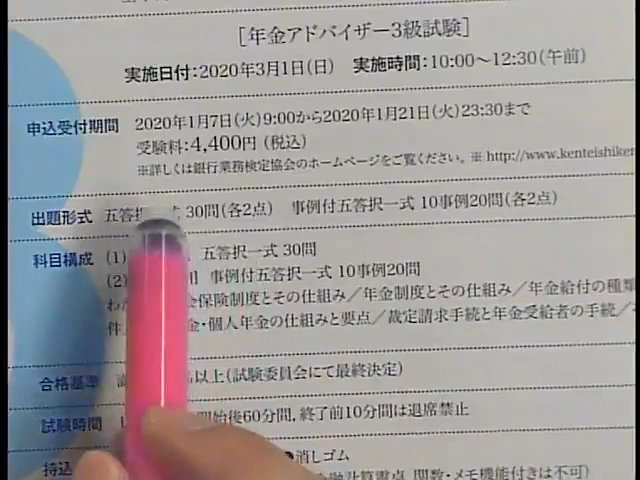 [年金アドバイザー3級試験]
実施日付:2020年3月1日(日) 実施時間:10:00〜12:30(午前)
申込受付期間 2020年1月7日(火)9:00から2020年1月21日(火)23:30まで
受験料:4,400円(税込)
※詳しくは銀行業務検定協会のホームページをご覧ください。※ http://www.kenteishiken
出題形式 五答択 式 30問(各2点) 事例付五答択一式 10事例20問(各2点)
科目構成 (1) 五答択一式 30問
(2) 事例付五答択一式 10事例20問
わ 保険制度とその仕組み/年金制度とその仕組み/年金給付の種類
件 金・個人年金の仕組みと要点/裁定請求手続と年金受給者の手続/
合格基準 満 以上(試験委員会にて最終決定)
試験時間 開始後60分間、終了前10分間は退席禁止
持込 ●消しゴム
関数・メモ機能付きは不可)